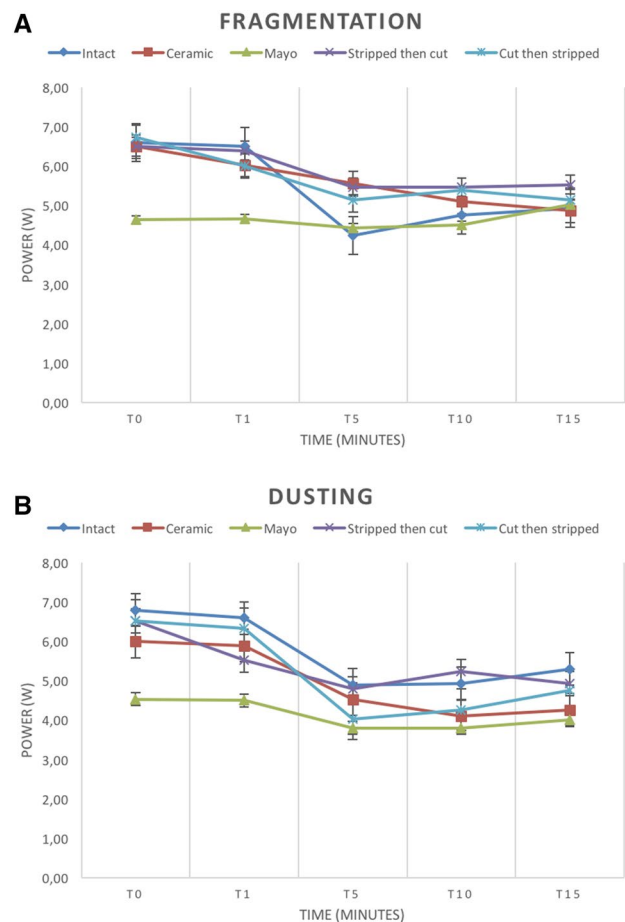 A
FRAGMENTATION
Intact Ceramic Mayo Stripped then cut Cut then stripped
8,00
7,00
6,00
5,00
4,00
3,00
2,00
1,00
0,00
POWER (W)
T0 T1 T5 T10 T15
TIME (MINUTES)
B
DUSTING
Intact Ceramic Mayo Stripped then cut Cut then stripped
8,00
7,00
6,00
5,00
4,00
3,00
2,00
1,00
0,00
POWER (W)
T0 T1 T5 T10 T15
TIME (MINUTES)